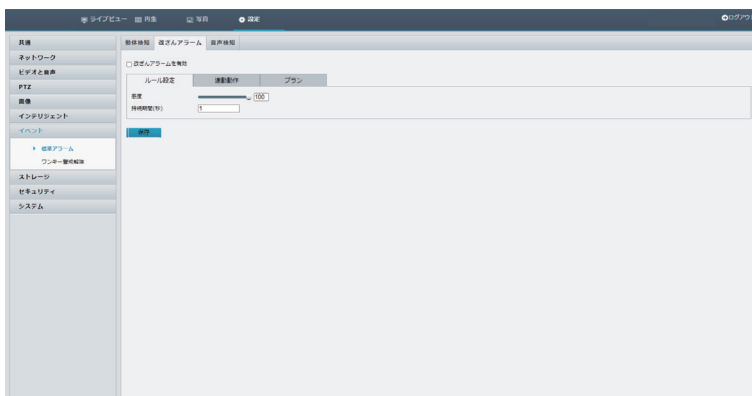 ライブビュー 再生 写真 設定 ログアウト
共通
ネットワーク
ビデオと音声
PTZ
画像
インテリジェント
イベント
標準アラーム
ワンキー警戒解除
ストレージ
セキュリティ
システム
動体検知 改ざんアラーム 音声検知
改ざんアラームを有効
ルール設定 連動動作 プラン
感度 100
持続時間(秒) 1
保存